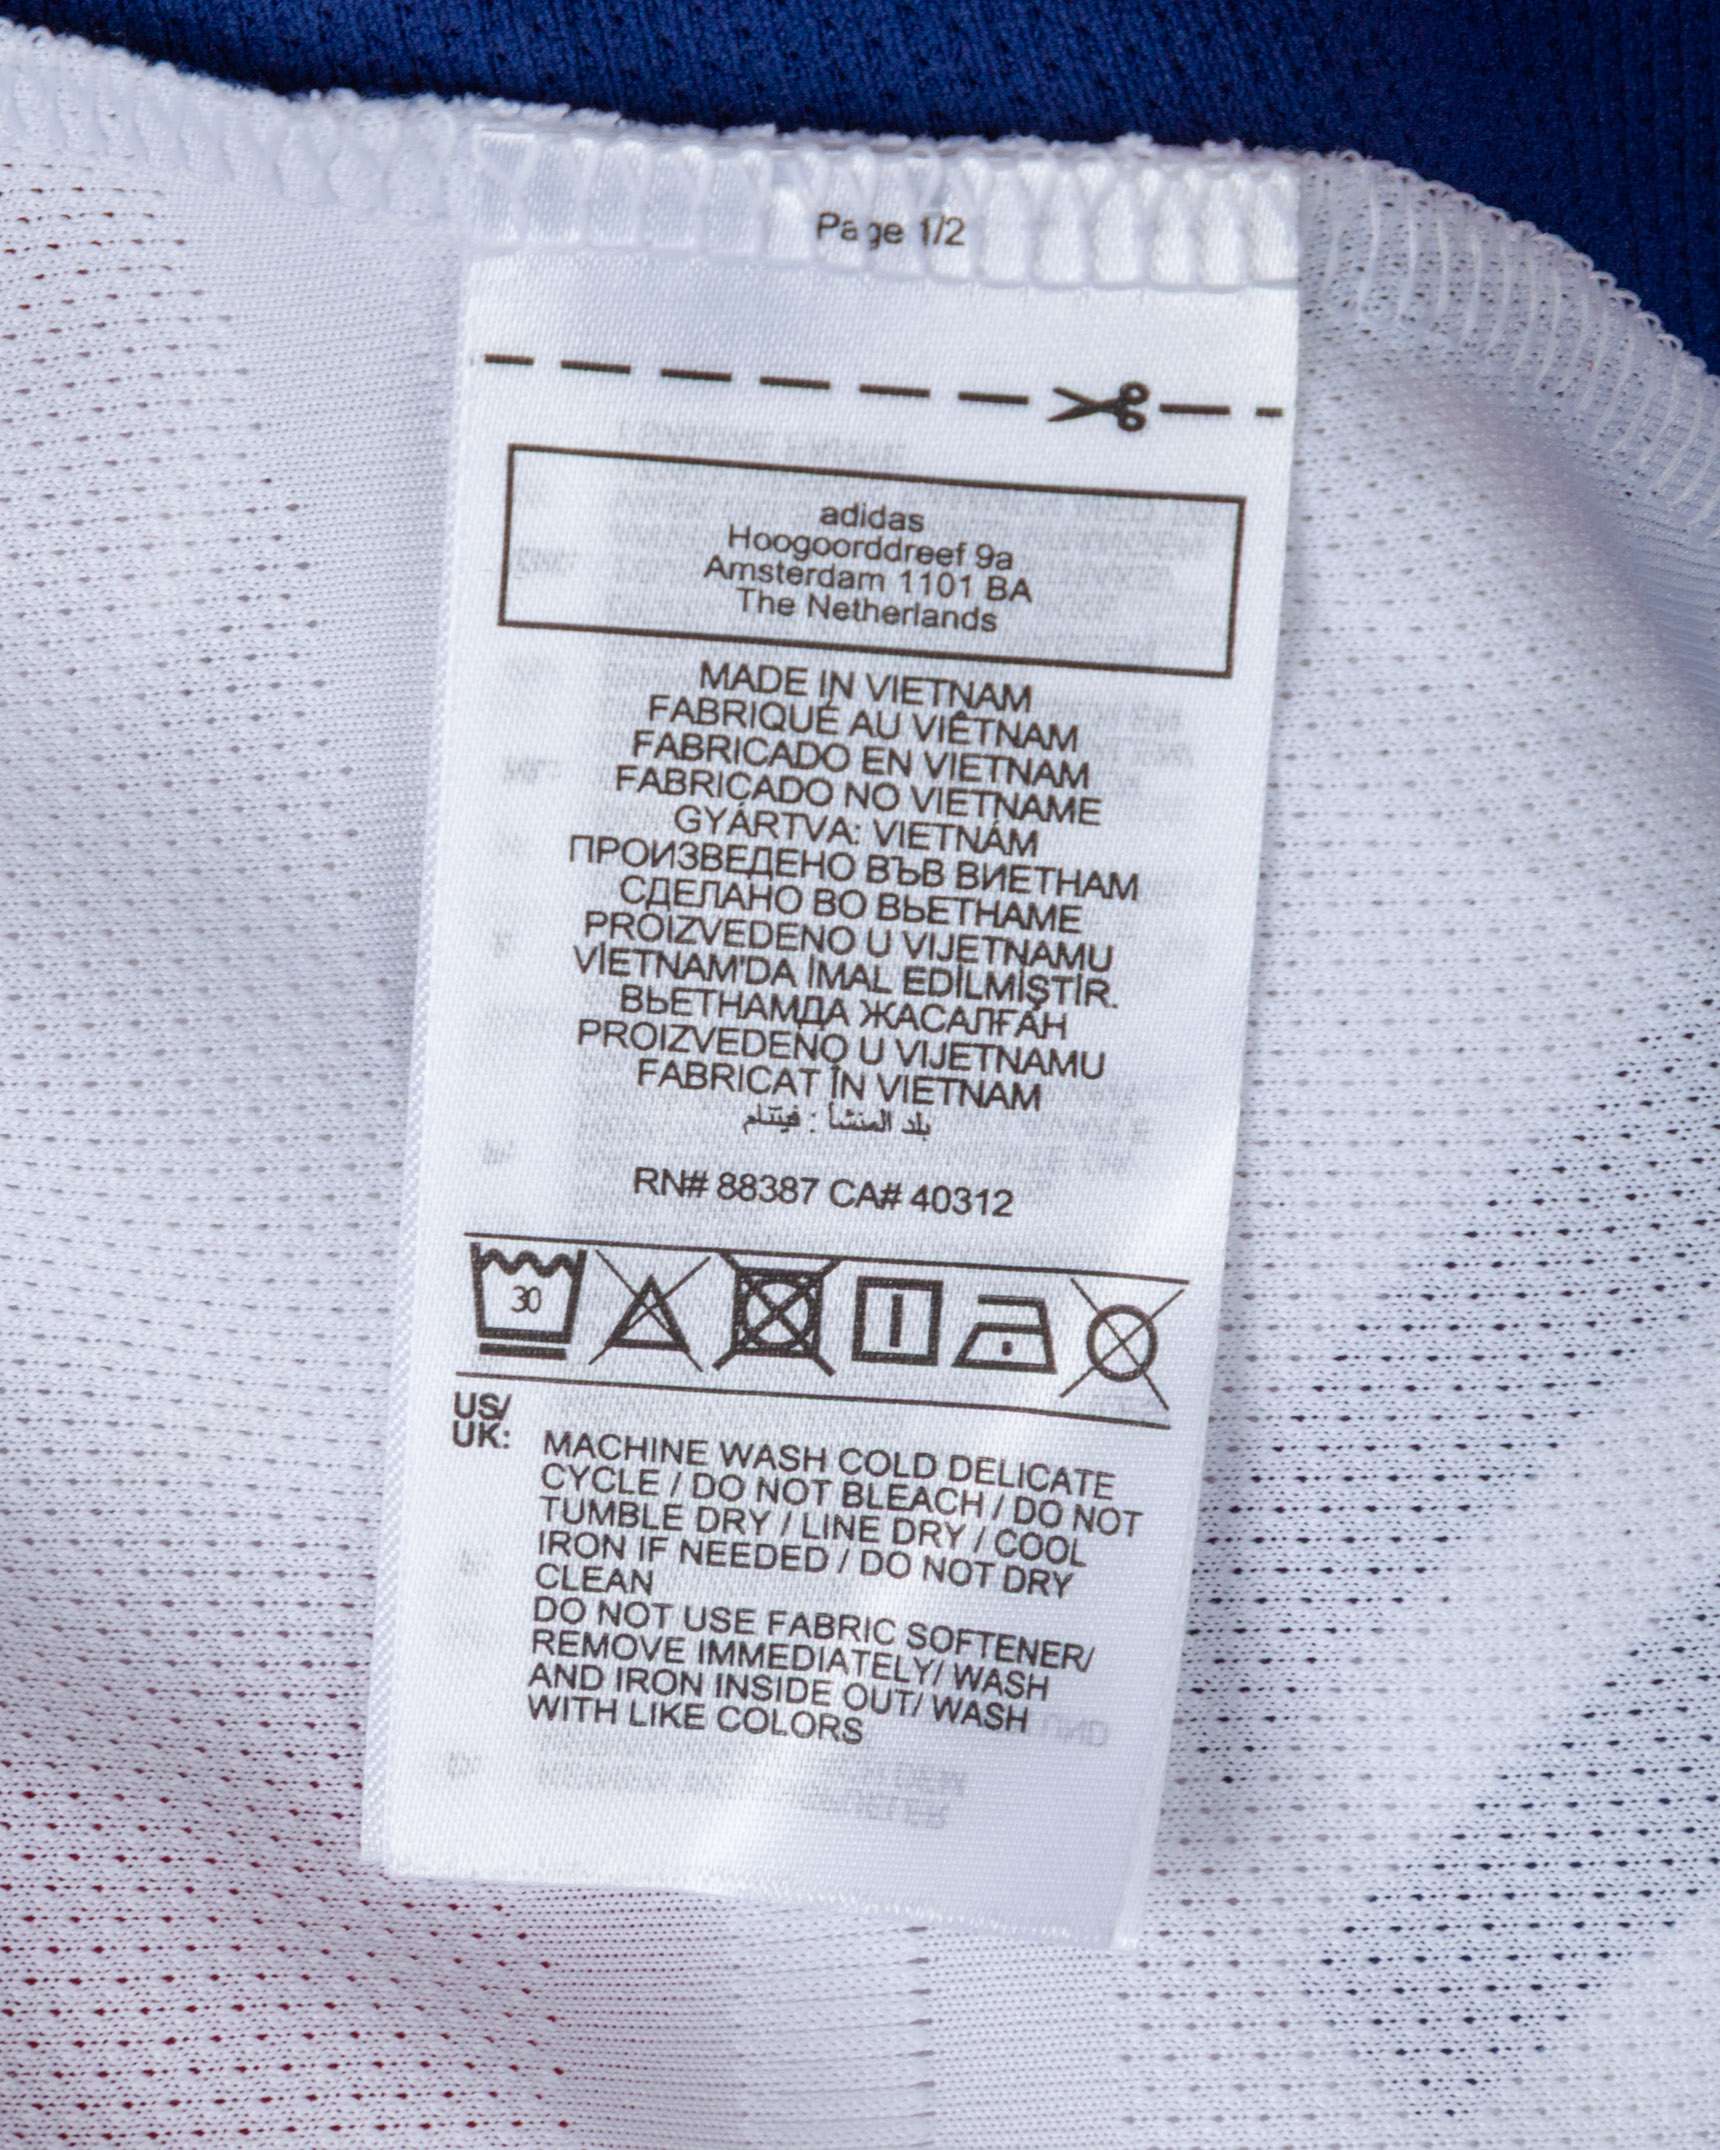 Page 1/2
adidas
Hoogoorddreef 9a
Amsterdam 1101 BA
The Netherlands
MADE IN VIETNAM
FABRIQUÉ AU VIÊTNAM
FABRICADO EN VIETNAM
FABRICADO NO VIETNAME
GYÁRTVA: VIETNÁM
ПРОИЗВЕДЕНО ВЪВ ВИЕТНАМ
СДЕЛАНО ВО ВЬЕТНАМЕ
PROIZVEDENO U VIJETNAMU
VİETNAM'DA İMAL EDİLMİŞTİR.
ВЬЕТНАМДА ЖАСАЛҒАН
PROIZVEDENO U VIJETNAMU
FABRICAT ÎN VIETNAM
بلد المنشأ : فيتنام
RN# 88387 CA# 40312
30
US/
UK: MACHINE WASH COLD DELICATE
CYCLE / DO NOT BLEACH / DO NOT
TUMBLE DRY / LINE DRY / COOL
IRON IF NEEDED / DO NOT DRY
CLEAN
DO NOT USE FABRIC SOFTENER/
REMOVE IMMEDIATELY/ WASH
AND IRON INSIDE OUT/ WASH
WITH LIKE COLORS